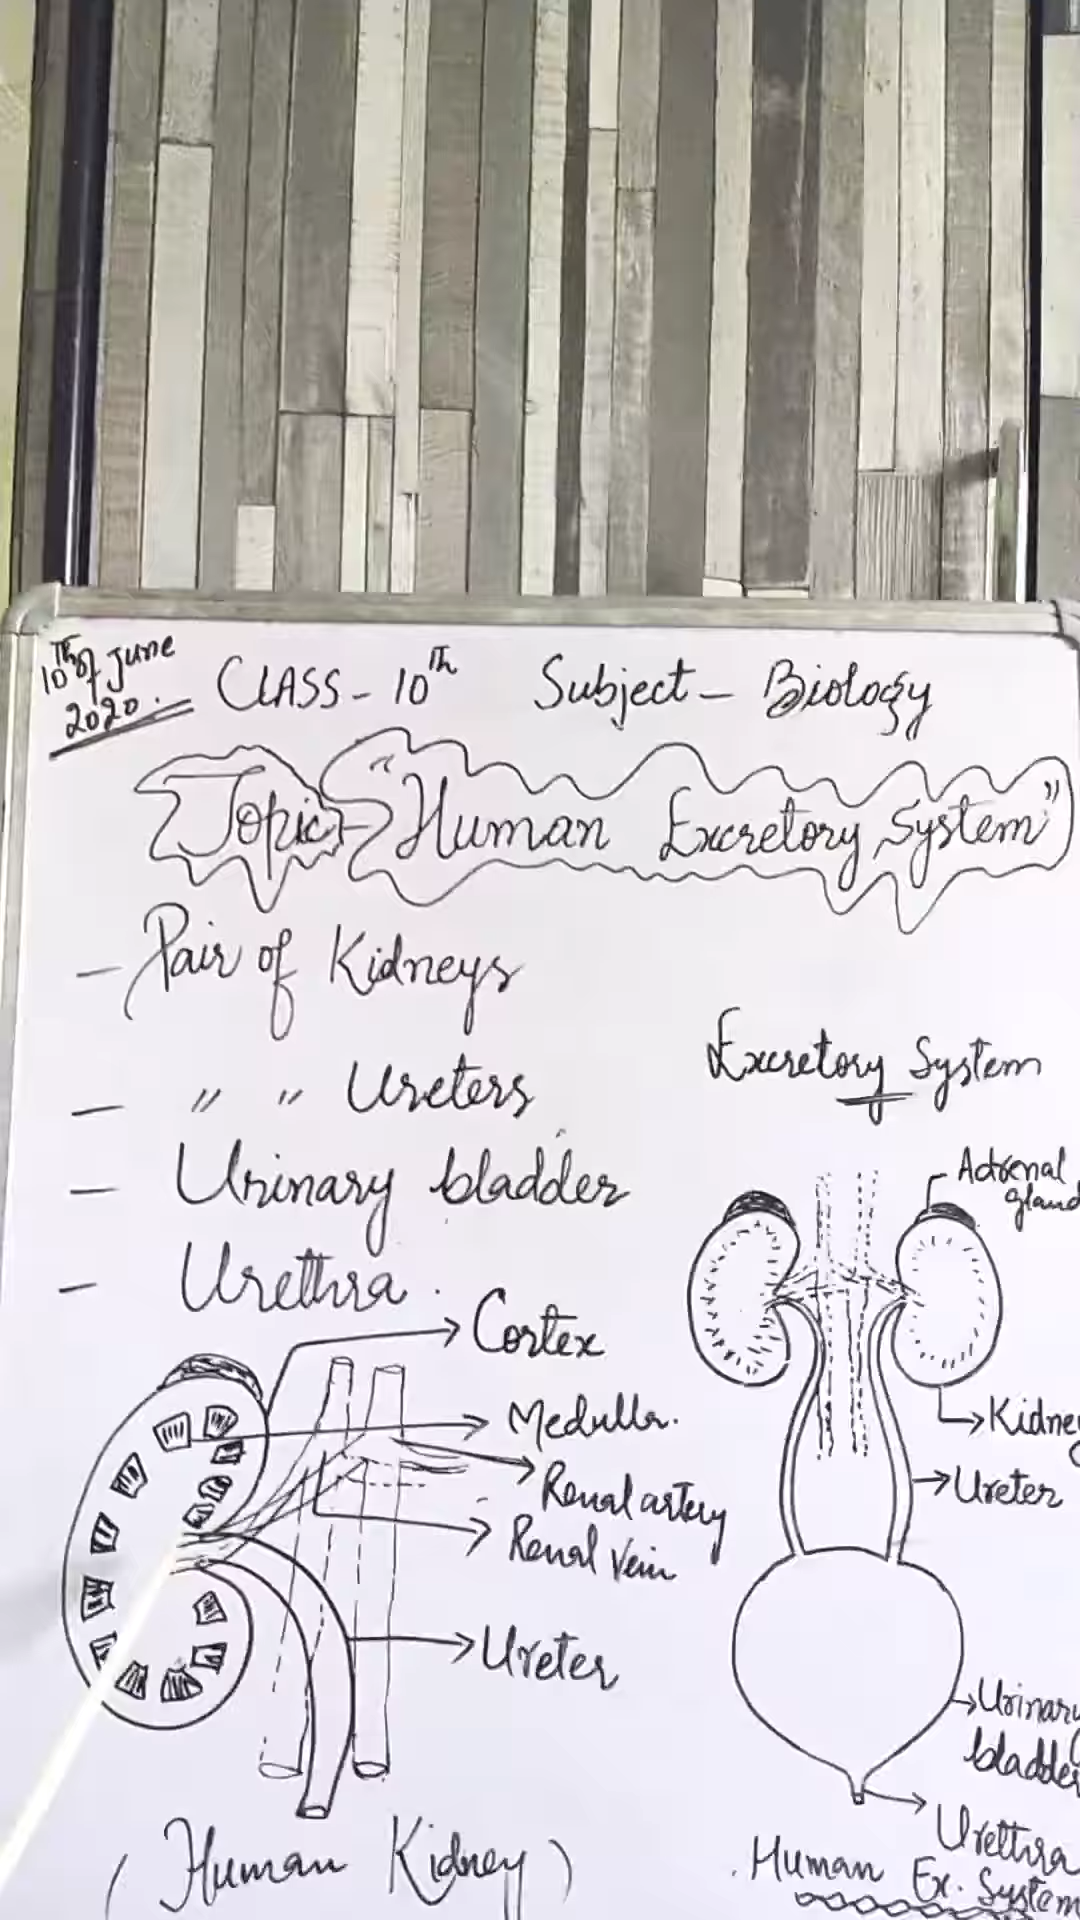 10th of June
2020.
CLASS - 10th Subject - Biology
Topic - "Human Excretory System"
- Pair of Kidneys
- " " Ureters
- Urinary bladder
- Urethra.
Cortex
Medulla.
Renal artery
Renal Vein
Ureter
(Human Kidney)
Excretory System
Adrenal
gland
Kidney
Ureter
Urinary
bladder
Urethra
Human Ex. System